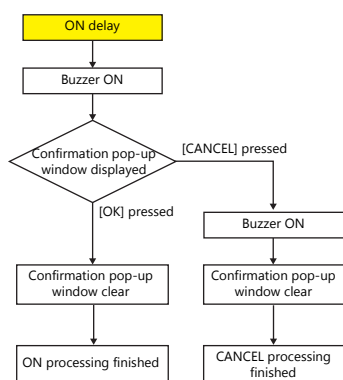 ON delay
Buzzer ON
Confirmation pop-up
window displayed
[CANCEL] pressed
[OK] pressed
Buzzer ON
Confirmation pop-up
window clear
Confirmation pop-up
window clear
ON processing finished
CANCEL processing
finished